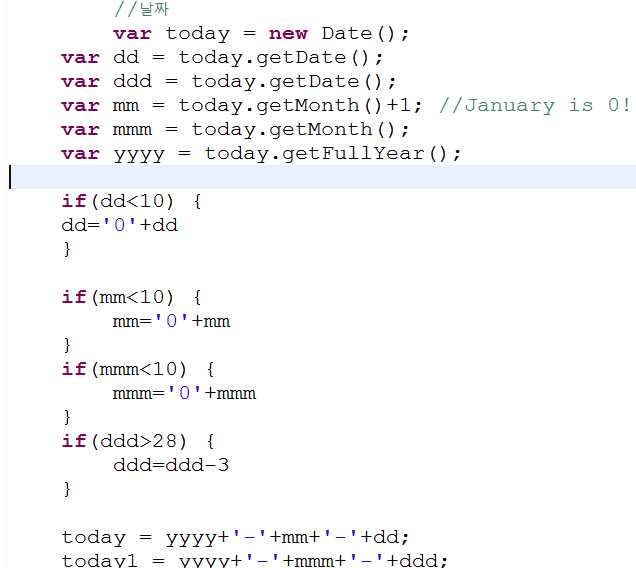 //날짜
var today = new Date();
var dd = today.getDate();
var ddd = today.getDate();
var mm = today.getMonth()+1; //January is 0!
var mmm = today.getMonth();
var yyyy = today.getFullYear();
if(dd<10) {
dd='0'+dd
}
if(mm<10) {
mm='0'+mm
}
if(mmm<10) {
mmm='0'+mmm
}
if(ddd>28) {
ddd=ddd-3
}
today = yyyy+'-'+mm+'-'+dd;
today1 = yyyy+'-'+mmm+'-'+ddd;